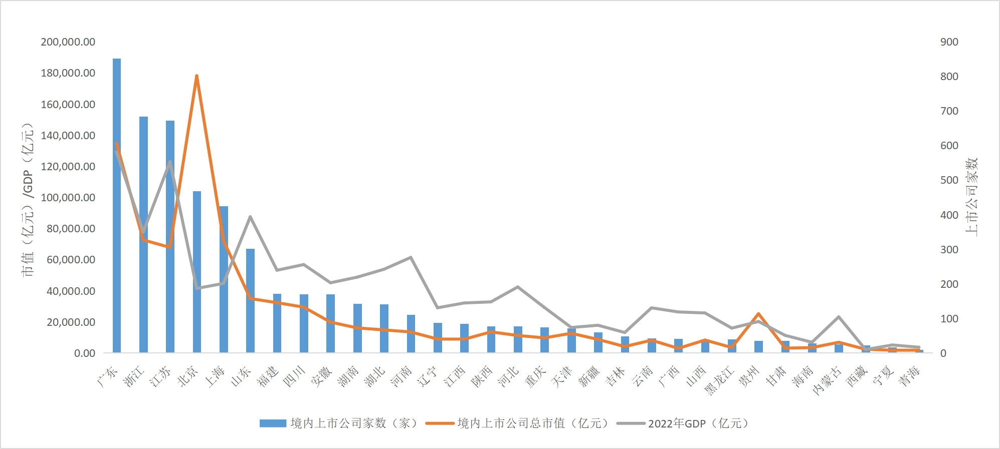 200,000.00
180,000.00
160,000.00
140,000.00
120,000.00
100,000.00
80,000.00
60,000.00
40,000.00
20,000.00
0.00
市值（亿元）/GDP（亿元）
900
800
700
600
500
400
300
200
100
0
上市公司家数
广东
浙江
江苏
北京
上海
山东
福建
四川
安徽
湖南
湖北
河南
辽宁
江西
陕西
河北
重庆
天津
新疆
吉林
云南
广西
山西
黑龙江
贵州
甘肃
海南
内蒙古
西藏
宁夏
青海
境内上市公司家数（家）
境内上市公司总市值（亿元）
2022年GDP（亿元）